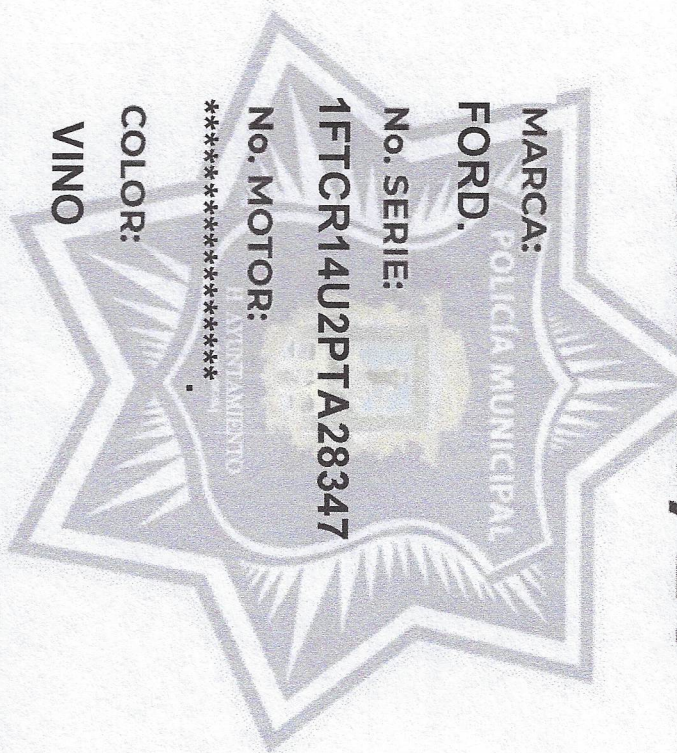 MARCA:
FORD.
No. SERIE:
1FTCR14U2PTA28347
No. MOTOR:
******************.
COLOR:
VINO
POLICÍA MUNICIPAL
H. AYUNTAMIENTO